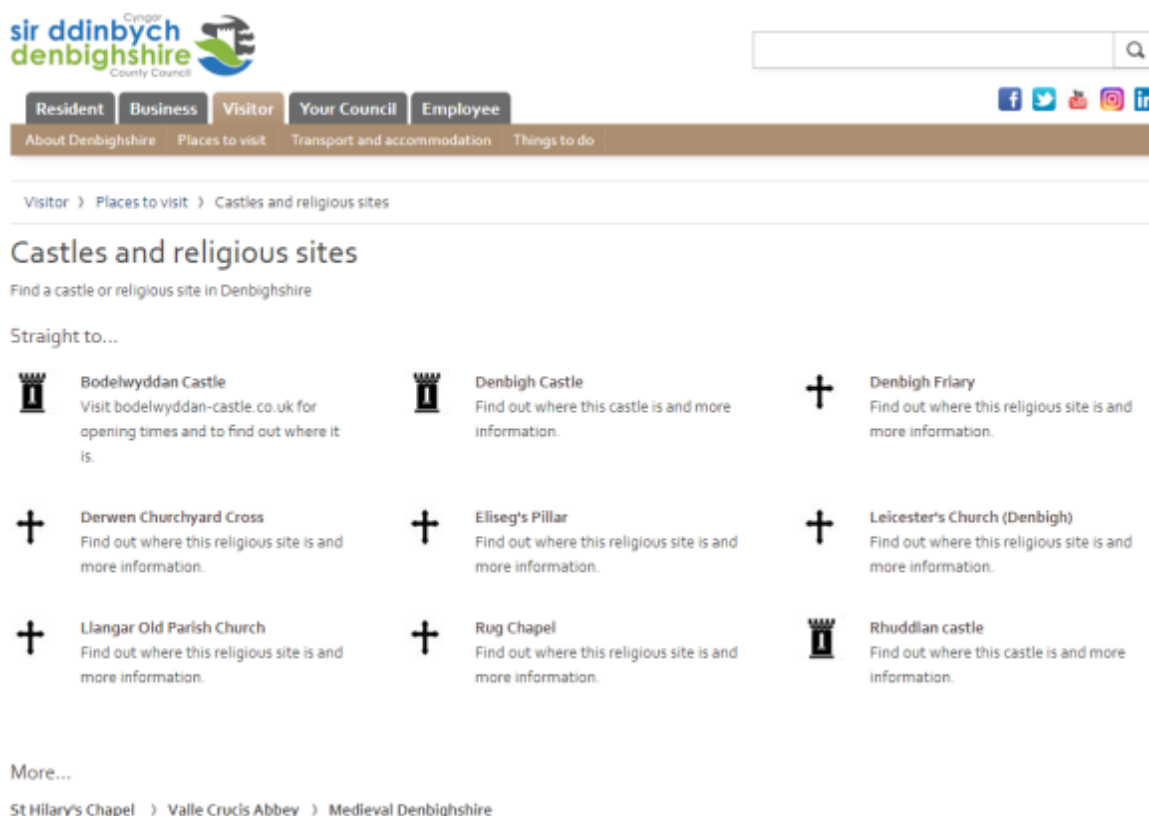 Cyngor
sir ddinbych
denbighshire
County Council
Resident Business Visitor Your Council Employee
About Denbighshire Places to visit Transport and accommodation Things to do
Visitor 〉 Places to visit 〉 Castles and religious sites
Castles and religious sites
Find a castle or religious site in Denbighshire
Straight to...
Bodelwyddan Castle
Visit bodelwyddan-castle.co.uk for
opening times and to find out where it
is.
Denbigh Castle
Find out where this castle is and more
information.
Denbigh Friary
Find out where this religious site is and
more information.
Derwen Churchyard Cross
Find out where this religious site is and
more information.
Eliseg's Pillar
Find out where this religious site is and
more information.
Leicester's Church (Denbigh)
Find out where this religious site is and
more information.
Llangar Old Parish Church
Find out where this religious site is and
more information.
Rug Chapel
Find out where this religious site is and
more information.
Rhuddlan castle
Find out where this castle is and more
information.
More...
St Hilary's Chapel 〉 Valle Crucis Abbey 〉 Medieval Denbighshire